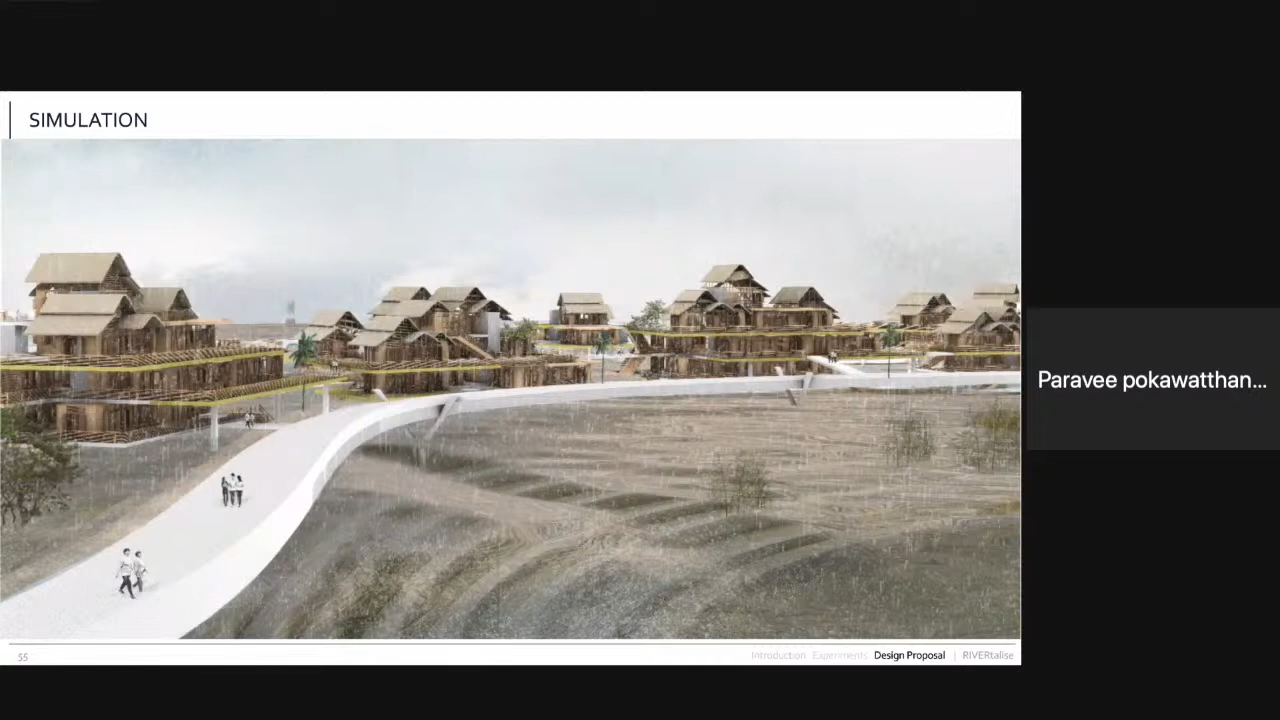 SIMULATION
Paravee pokawatthan...
55
Introduction Experiments Design Proposal | RIVERtalise